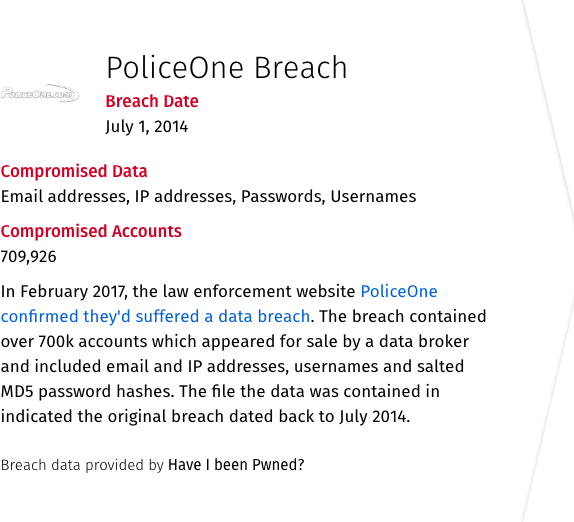 PoliceOne Breach
POLICEONE.COM
Breach Date
July 1, 2014
Compromised Data
Email addresses, IP addresses, Passwords, Usernames
Compromised Accounts
709,926
In February 2017, the law enforcement website PoliceOne
confirmed they'd suffered a data breach. The breach contained
over 700k accounts which appeared for sale by a data broker
and included email and IP addresses, usernames and salted
MD5 password hashes. The file the data was contained in
indicated the original breach dated back to July 2014.
Breach data provided by Have I been Pwned?